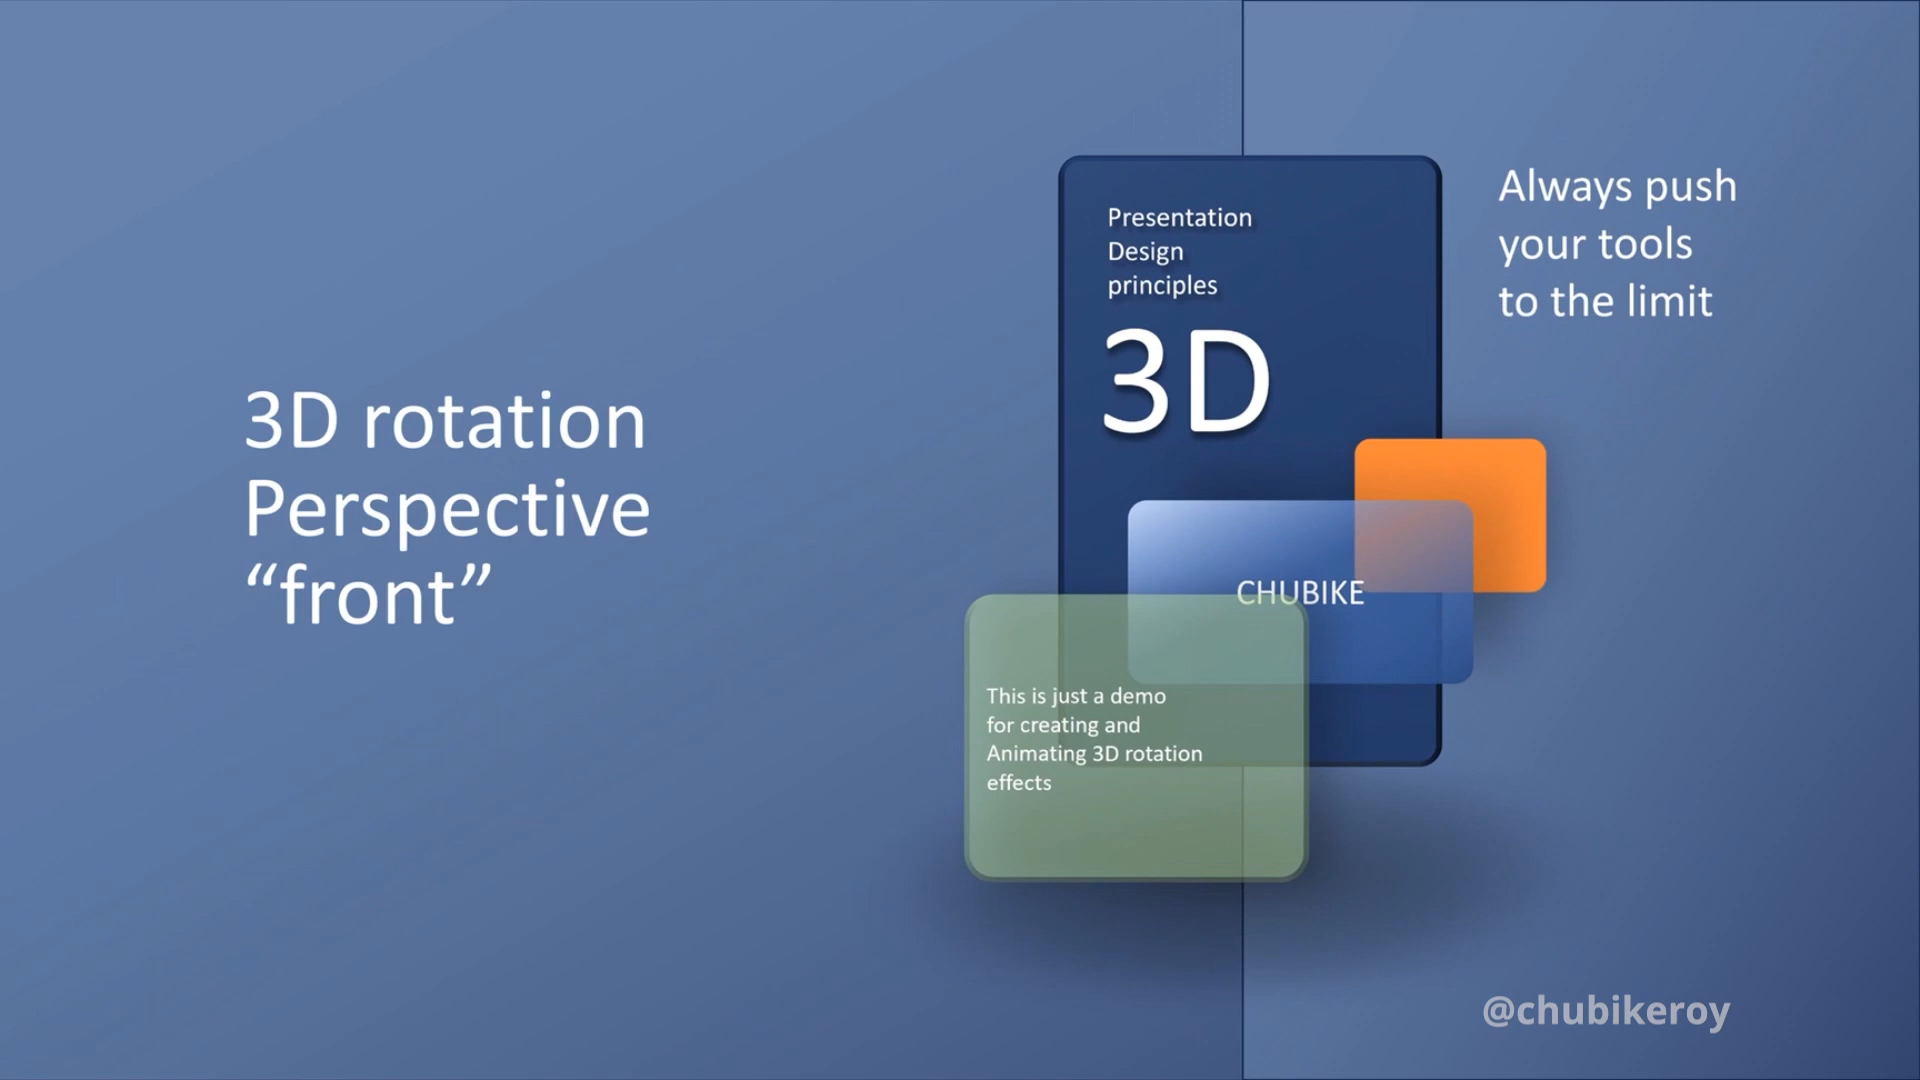 3D rotation
Perspective
“front”
Presentation
Design
principles
3D
CHUBIKE
This is just a demo
for creating and
Animating 3D rotation
effects
Always push
your tools
to the limit
@chubikeroy